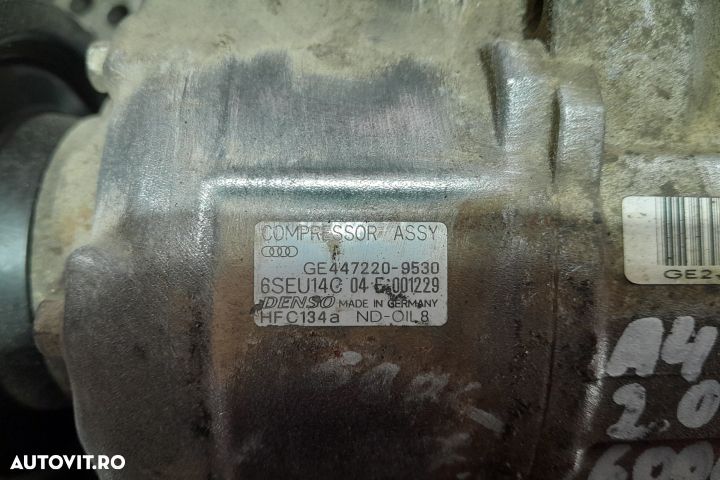 COMPRESSOR ASSY
GE447220-9530
6SEU14C 04 E 001229
DENSO MADE IN GERMANY
HFC134a ND-OIL8
GE2
A4
2.0
AUTOVIT.RO